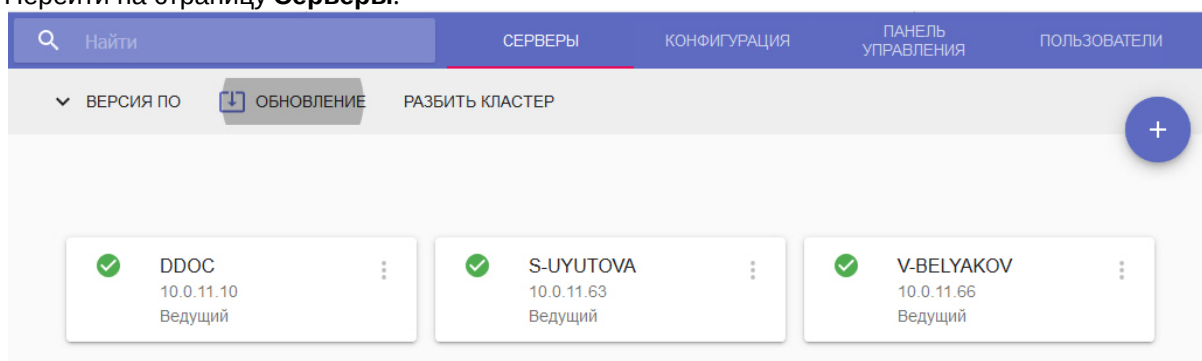 Перейти на страницу Серверы.
Найти СЕРВЕРЫ КОНФИГУРАЦИЯ ПАНЕЛЬ УПРАВЛЕНИЯ ПОЛЬЗОВАТЕЛИ
ВЕРСИЯ ПО ОБНОВЛЕНИЕ РАЗБИТЬ КЛАСТЕР
+
DDOC
10.0.11.10
Ведущий
S-UYUTOVA
10.0.11.63
Ведущий
V-BELYAKOV
10.0.11.66
Ведущий